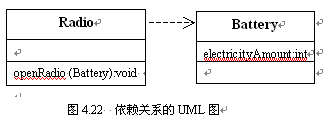 Radio
Battery
electricityAmount:int
openRadio (Battery):void
图 4.22 依赖关系的 UML 图